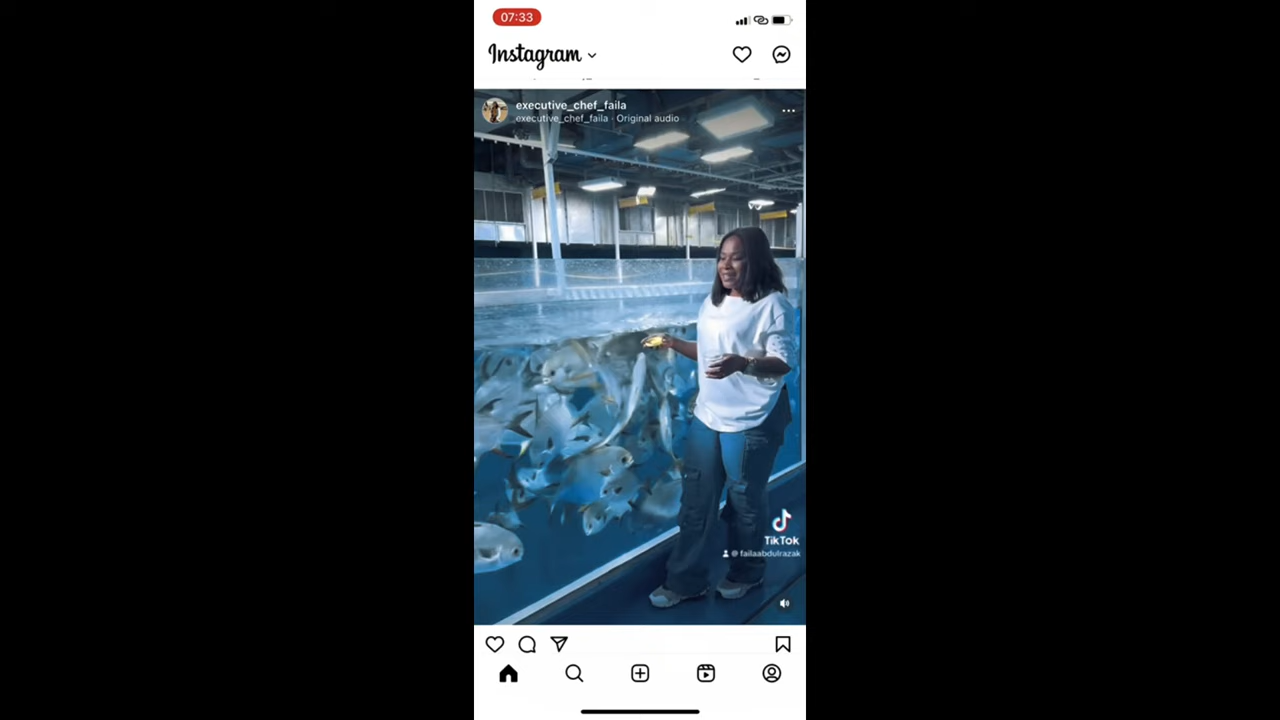 07:33
Instagram
executive_chef_faila
executive_chef_faila · Original audio
TikTok
@ failaabdulrazak